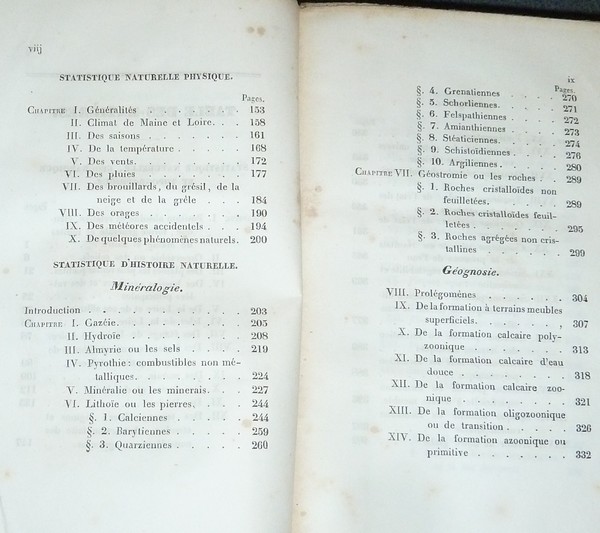 viij
STATISTIQUE NATURELLE PHYSIQUE.
Pages.
CHAPITRE I. Généralités . . . . . . . 153
II. Climat de Maine et Loire. . . 158
III. Des saisons . . . . . . . 161
IV. De la température . . . . . 168
V. Des vents. . . . . . . . 172
VI. Des pluies . . . . . . . 177
VII. Des brouillards, du grésil, de la
neige et de la grêle . . . . 184
VIII. Des orages . . . . . . . 190
IX. Des météores accidentels . . . 194
X. De quelques phénomènes naturels. 200
STATISTIQUE D'HISTOIRE NATURELLE.
Minéralogie.
Introduction . . . . . . . . . . 203
CHAPITRE I. Gazéie. . . . . . . . . 205
II. Hydroïe . . . . . . . . 208
III. Almyrie ou les sels . . . . 219
IV. Pyrothie : combustibles non mé-
talliques. . . . . . . . 224
V. Minéralie ou les minerais. . . 227
VI. Lithoïe ou les pierres. . . . 244
§. 1. Calciennes . . . . . 244
§. 2. Barytiennes . . . . . 259
§. 3. Quarziennes . . . . . 260
ix
Pages.
§. 4. Grenatiennes . . . . 270
§. 5. Schorliennes. . . . . 271
§. 6. Felspathiennes . . . . 272
§. 7. Amianthiennes . . . . 273
§. 8. Stéaticiennes. . . . . 274
§. 9. Schistoïdiennes . . . . 276
§. 10. Argiliennes. . . . . 280
CHAPITRE VII. Géostromie ou les roches . . 289
§. 1. Roches cristalloïdes non
feuilletées. . . . . . 289
§. 2. Roches cristalloïdes feuil-
letées . . . . . . . 295
§. 3. Roches agrégées non cris-
tallines . . . . . . 299
Géognosie.
VIII. Prolégomènes . . . . . . 304
IX. De la formation à terrains meubles
superficiels. . . . . . . 307
X. De la formation calcaire poly-
zoonique . . . . . . . 313
XI. De la formation calcaire d'eau
douce . . . . . . . . 318
XII. De la formation calcaire zoo-
nique . . . . . . . . 321
XIII. De la formation oligozoonique
ou de transition . . . . . 326
XIV. De la formation azoonique ou
primitive . . . . . . . 332